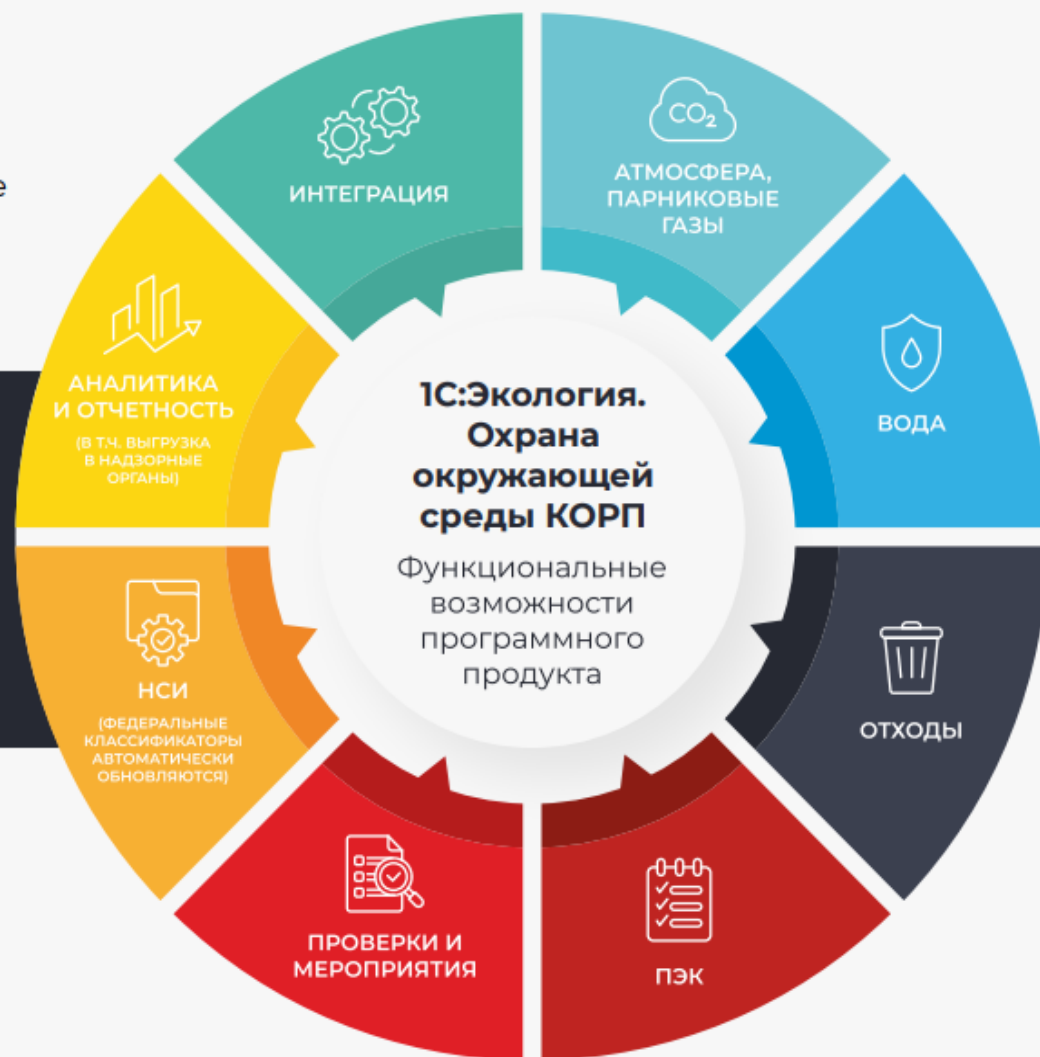 е
ИНТЕГРАЦИЯ
CO₂
АТМОСФЕРА,
ПАРНИКОВЫЕ
ГАЗЫ
ВОДА
ОТХОДЫ
ПЭК
ПРОВЕРКИ И
МЕРОПРИЯТИЯ
НСИ
(ФЕДЕРАЛЬНЫЕ
КЛАССИФИКАТОРЫ
АВТОМАТИЧЕСКИ
ОБНОВЛЯЮТСЯ)
АНАЛИТИКА
И ОТЧЕТНОСТЬ
(В Т.Ч. ВЫГРУЗКА
В НАДЗОРНЫЕ
ОРГАНЫ)
1С:Экология.
Охрана
окружающей
среды КОРП
Функциональные
возможности
программного
продукта